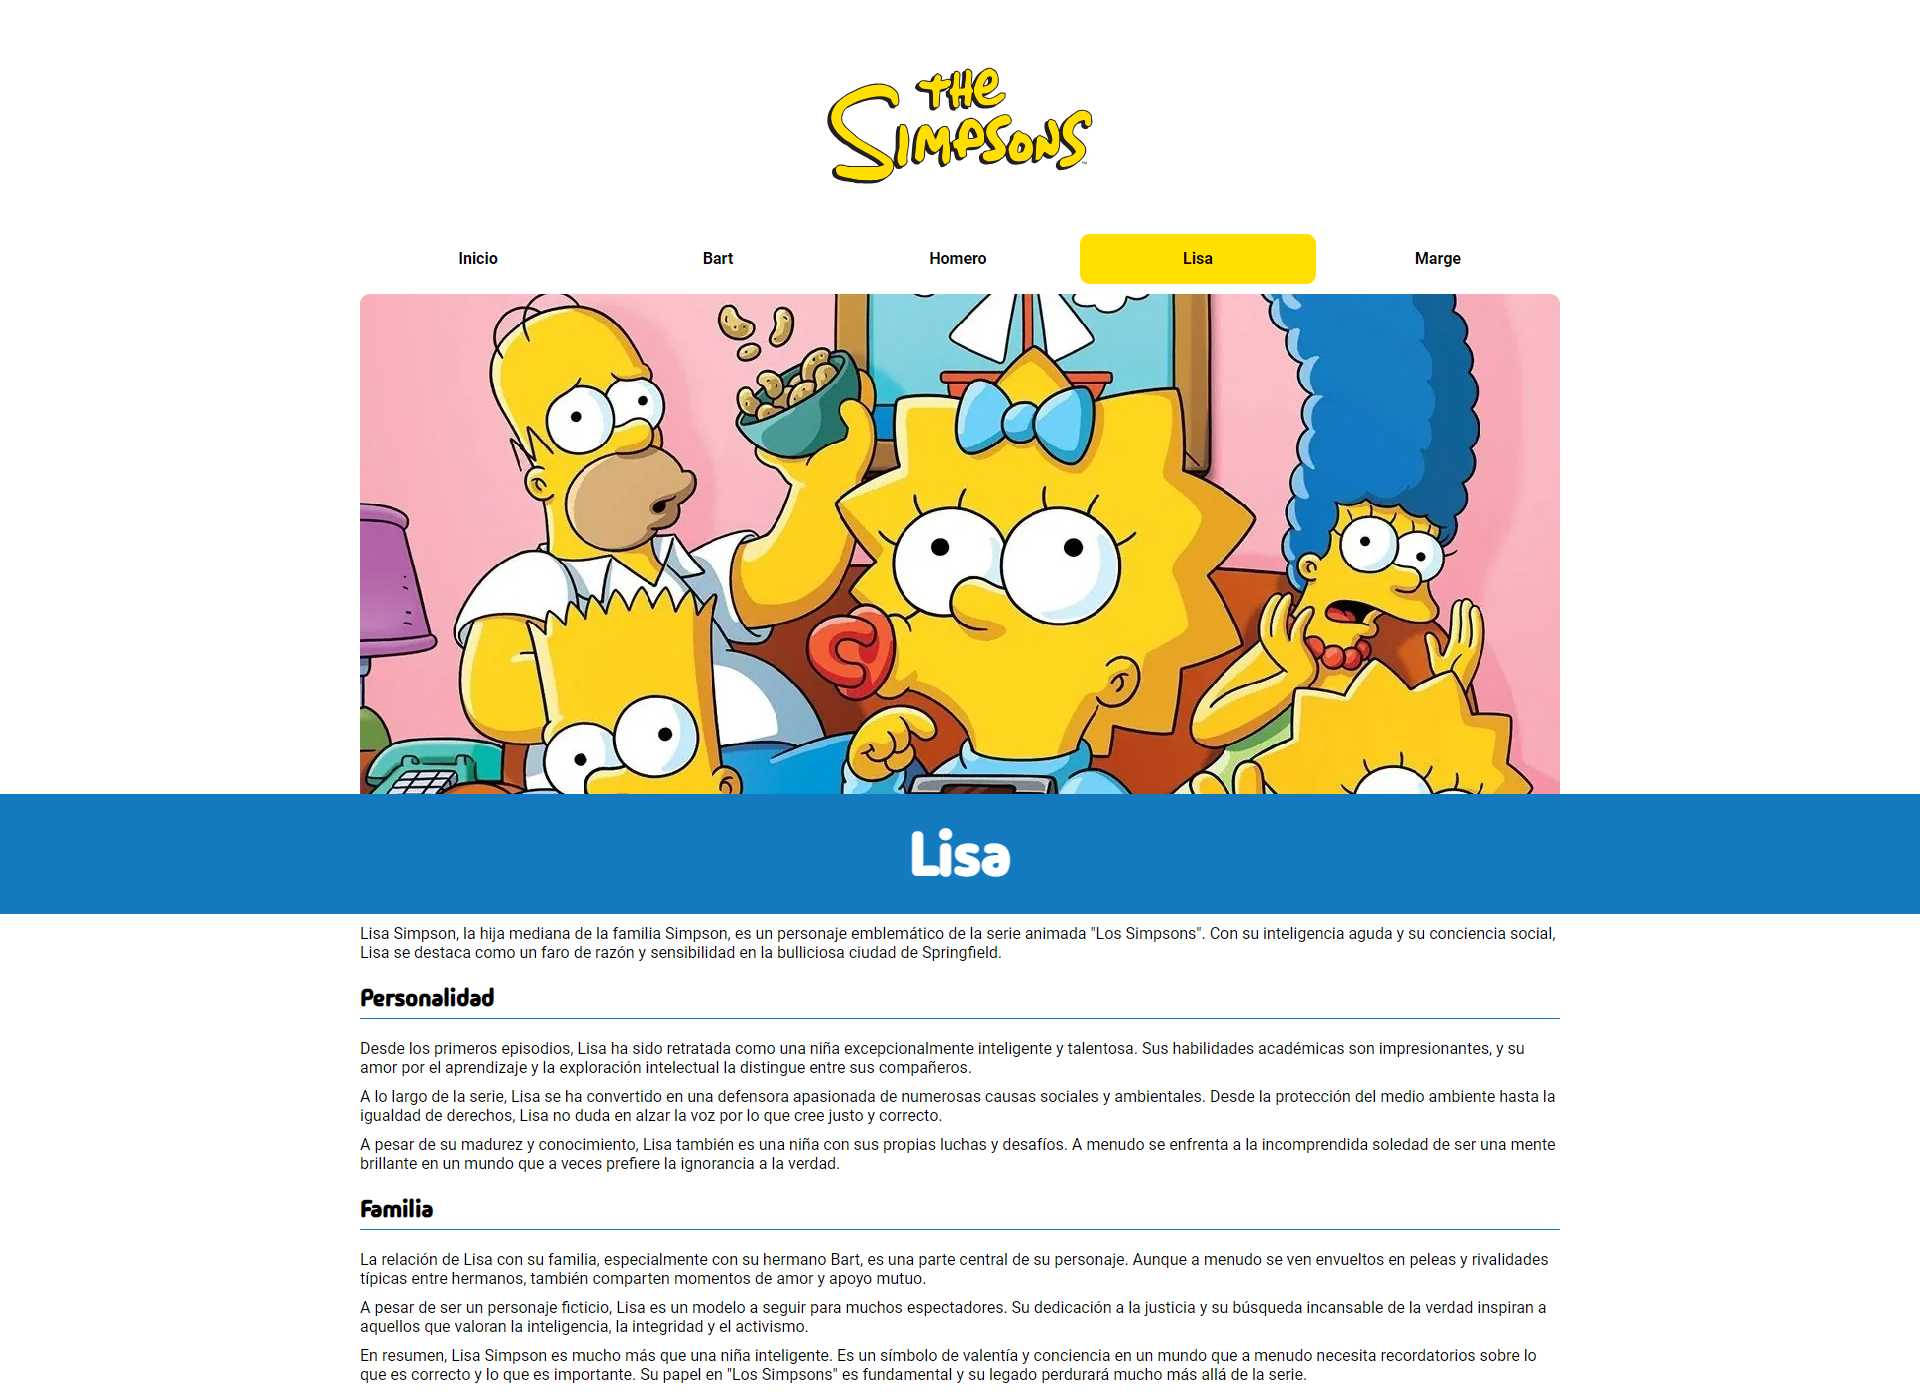 THE
SIMPSONS
TM
Inicio
Bart
Homero
Lisa
Marge
Lisa
Lisa Simpson, la hija mediana de la familia Simpson, es un personaje emblemático de la serie animada "Los Simpsons". Con su inteligencia aguda y su conciencia social,
Lisa se destaca como un faro de razón y sensibilidad en la bulliciosa ciudad de Springfield.
Personalidad
Desde los primeros episodios, Lisa ha sido retratada como una niña excepcionalmente inteligente y talentosa. Sus habilidades académicas son impresionantes, y su
amor por el aprendizaje y la exploración intelectual la distingue entre sus compañeros.
A lo largo de la serie, Lisa se ha convertido en una defensora apasionada de numerosas causas sociales y ambientales. Desde la protección del medio ambiente hasta la
igualdad de derechos, Lisa no duda en alzar la voz por lo que cree justo y correcto.
A pesar de su madurez y conocimiento, Lisa también es una niña con sus propias luchas y desafíos. A menudo se enfrenta a la incomprendida soledad de ser una mente
brillante en un mundo que a veces prefiere la ignorancia a la verdad.
Familia
La relación de Lisa con su familia, especialmente con su hermano Bart, es una parte central de su personaje. Aunque a menudo se ven envueltos en peleas y rivalidades
típicas entre hermanos, también comparten momentos de amor y apoyo mutuo.
A pesar de ser un personaje ficticio, Lisa es un modelo a seguir para muchos espectadores. Su dedicación a la justicia y su búsqueda incansable de la verdad inspiran a
aquellos que valoran la inteligencia, la integridad y el activismo.
En resumen, Lisa Simpson es mucho más que una niña inteligente. Es un símbolo de valentía y conciencia en un mundo que a menudo necesita recordatorios sobre lo
que es correcto y lo que es importante. Su papel en "Los Simpsons" es fundamental y su legado perdurará mucho más allá de la serie.